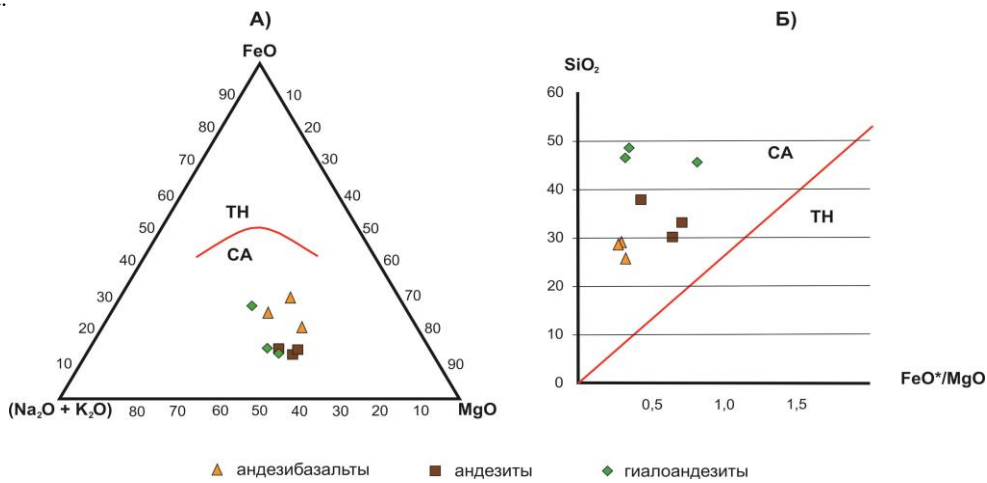 А)
FeO
90 10
80 20
70 30
60 40
50 50
40 60
30 70
20 80
10 90
TH
CA
(Na₂O + K₂O) 80 70 60 50 40 30 20 10 MgO
Б)
SiO₂
60
50
40
30
20
10
0
CA
TH
FeO*/MgO
0,5 1,0 1,5
андезибазальты андезиты гиалоандезиты